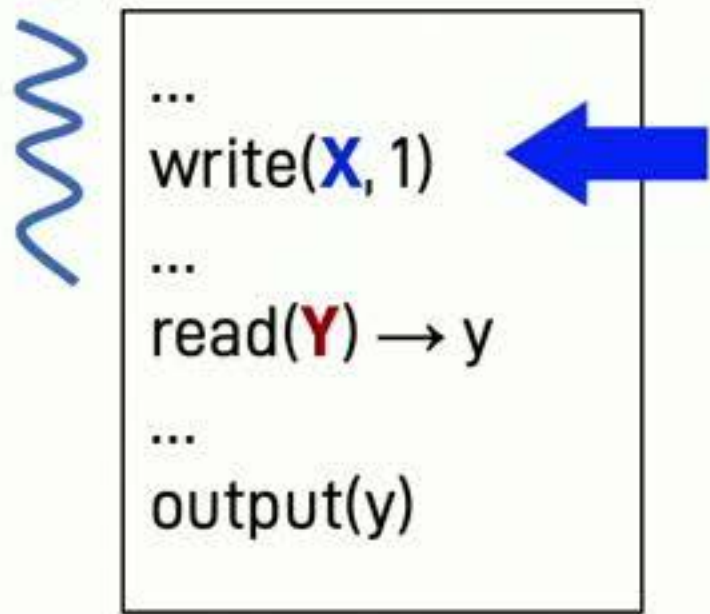 ...
write(X, 1)
...
read(Y) → y
...
output(y)